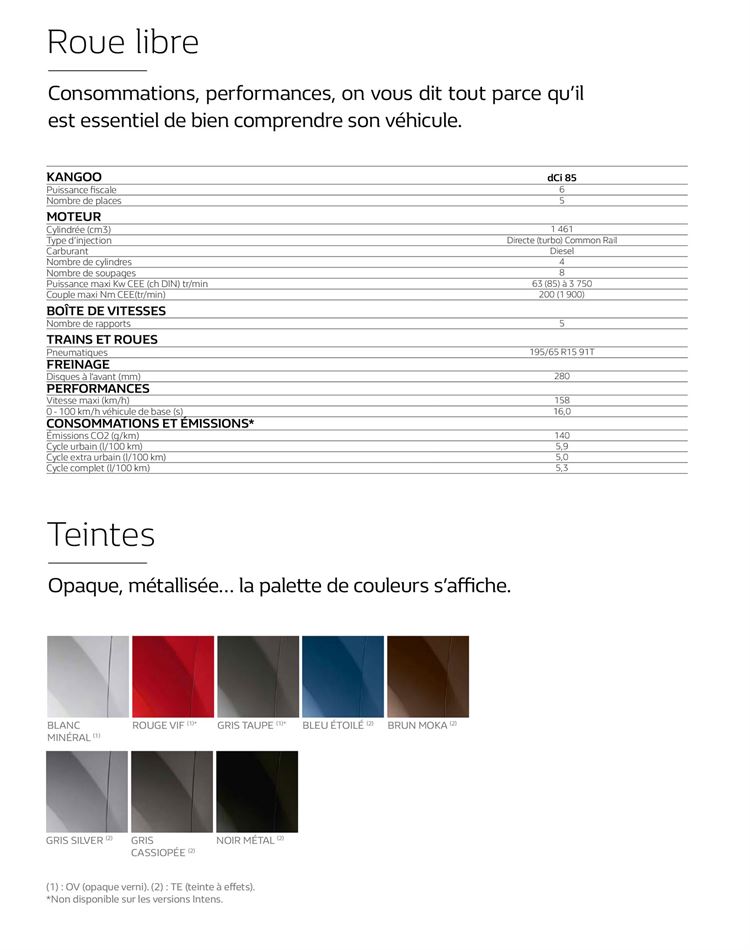 Roue libre
Consommations, performances, on vous dit tout parce qu'il
est essentiel de bien comprendre son véhicule.
KANGOO dCi 85
Puissance fiscale 6
Nombre de places 5
MOTEUR
Cylindrée (cm3) 1 461
Type d'injection Directe (turbo) Common Rail
Carburant Diesel
Nombre de cylindres 4
Nombre de soupapes 8
Puissance maxi Kw CEE (ch DIN) tr/min 63 (85) à 3 750
Couple maxi Nm CEE(tr/min) 200 (1 900)
BOÎTE DE VITESSES
Nombre de rapports 5
TRAINS ET ROUES
Pneumatiques 195/65 R15 91T
FREINAGE
Disques à l'avant (mm) 280
PERFORMANCES
Vitesse maxi (km/h) 158
0 - 100 km/h véhicule de base (s) 16,0
CONSOMMATIONS ET ÉMISSIONS*
Émissions CO2 (g/km) 140
Cycle urbain (l/100 km) 5,9
Cycle extra urbain (l/100 km) 5,0
Cycle complet (l/100 km) 5,3
Teintes
Opaque, métallisée... la palette de couleurs s'affiche.
BLANC
MINÉRAL (1)
ROUGE VIF (1)*
GRIS TAUPE (1)*
BLEU ÉTOILÉ (2)
BRUN MOKA (2)
GRIS SILVER (2)
GRIS
CASSIOPÉE (2)
NOIR MÉTAL (2)
(1) : OV (opaque verni). (2) : TE (teinte à effets).
*Non disponible sur les versions Intens.